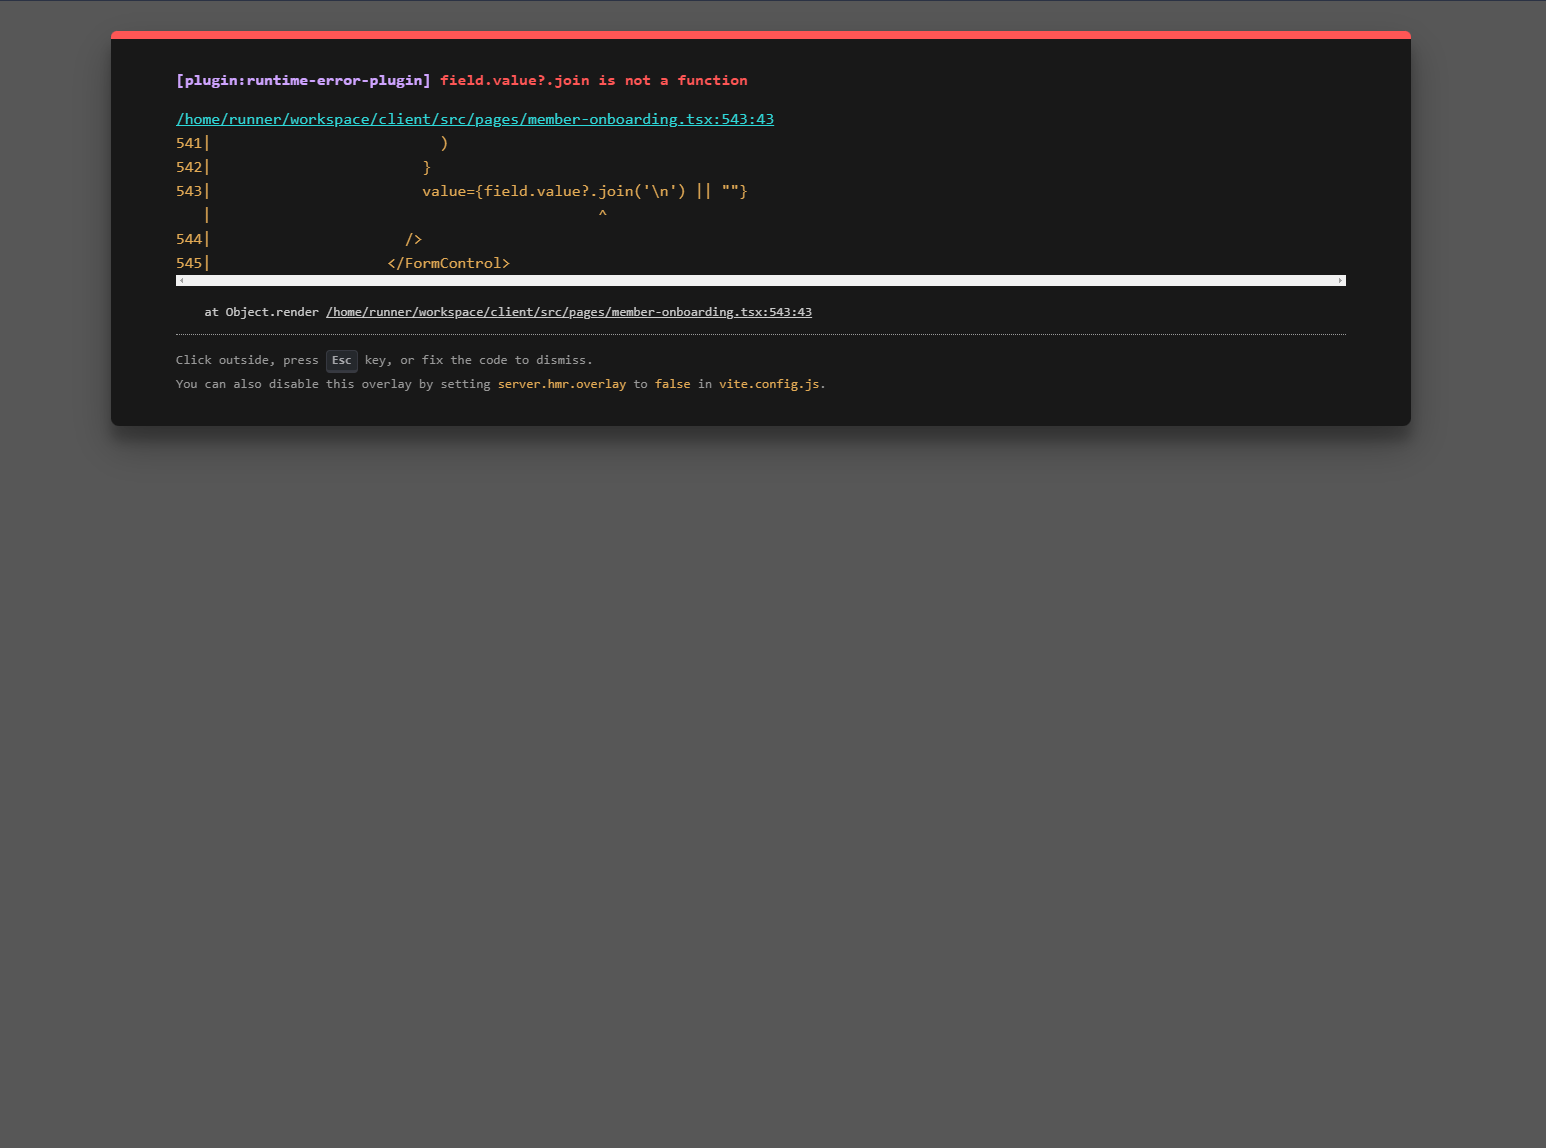 [plugin:runtime-error-plugin] field.value?.join is not a function
/home/runner/workspace/client/src/pages/member-onboarding.tsx:543:43
541|                          )
542|                        }
543|                        value={field.value?.join('\n') || ""}
   |                                            ^
544|                      />
545|                    </FormControl>
at Object.render /home/runner/workspace/client/src/pages/member-onboarding.tsx:543:43
Click outside, press Esc key, or fix the code to dismiss.
You can also disable this overlay by setting server.hmr.overlay to false in vite.config.js.